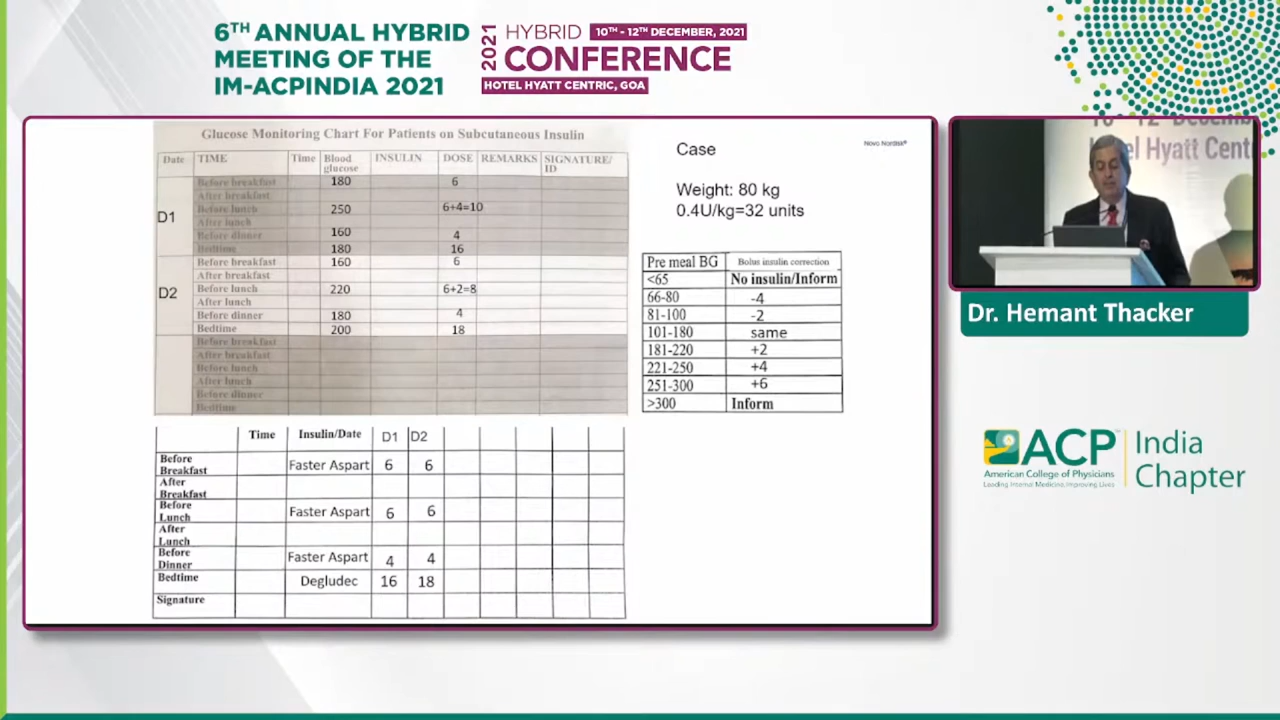 6TH ANNUAL HYBRID
MEETING OF THE
IM-ACPINDIA 2021
2021
HYBRID 10TH - 12TH DECEMBER, 2021
CONFERENCE
HOTEL HYATT CENTRIC, GOA
Glucose Monitoring Chart For Patients on Subcutaneous Insulin
Date TIME Time Blood glucose INSULIN DOSE REMARKS SIGNATURE/ ID
D1
Before breakfast 180 6
After breakfast
Before lunch 250 6+4=10
After lunch
Before dinner 160 4
Bedtime 180 16
D2
Before breakfast 160 6
After breakfast
Before lunch 220 6+2=8
After lunch
Before dinner 180 4
Bedtime 200 18
Before breakfast
After breakfast
Before lunch
After lunch
Before dinner
Bedtime
Time Insulin/Date D1 D2
Before Breakfast Faster Aspart 6 6
After Breakfast
Before Lunch Faster Aspart 6 6
After Lunch
Before Dinner Faster Aspart 4 4
Bedtime Degludec 16 18
Signature
Case
Novo Nordisk®
Weight: 80 kg
0.4U/kg=32 units
Pre meal BG Bolus insulin correction
<65 No insulin/Inform
66-80 -4
81-100 -2
101-180 same
181-220 +2
221-250 +4
251-300 +6
>300 Inform
Hyatt Cent
Dr. Hemant Thacker
ACP
American College of Physicians
Leading Internal Medicine, Improving Lives
India
Chapter